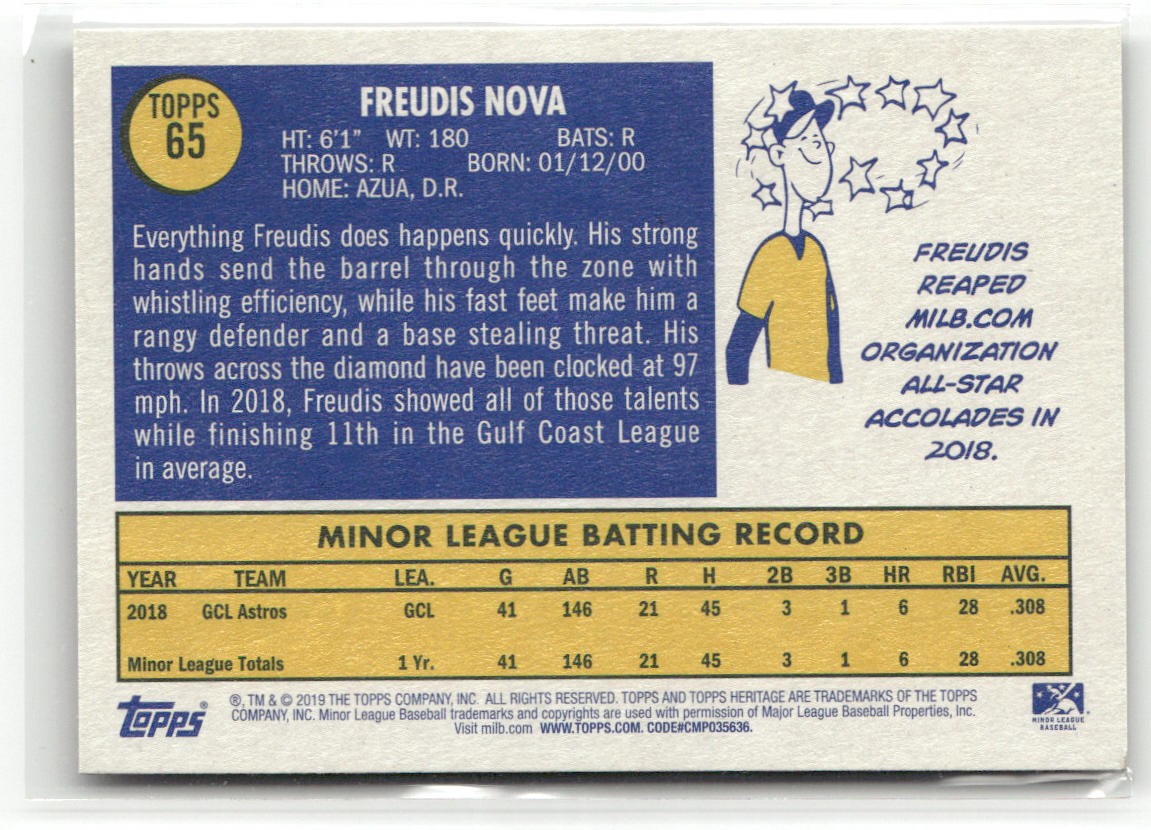 TOPPS
65
FREUDIS NOVA
HT: 6'1" WT: 180 BATS: R
THROWS: R BORN: 01/12/00
HOME: AZUA, D.R.
Everything Freudis does happens quickly. His strong
hands send the barrel through the zone with
whistling efficiency, while his fast feet make him a
rangy defender and a base stealing threat. His
throws across the diamond have been clocked at 97
mph. In 2018, Freudis showed all of those talents
while finishing 11th in the Gulf Coast League
in average.
FREUDIS
REAPED
MILB.COM
ORGANIZATION
ALL-STAR
ACCOLADES IN
2018.
MINOR LEAGUE BATTING RECORD
YEAR TEAM LEA. G AB R H 2B 3B HR RBI AVG.
2018 GCL Astros GCL 41 146 21 45 3 1 6 28 .308
Minor League Totals 1 Yr. 41 146 21 45 3 1 6 28 .308
topps®
®, TM & © 2019 THE TOPPS COMPANY, INC. ALL RIGHTS RESERVED. TOPPS AND TOPPS HERITAGE ARE TRADEMARKS OF THE TOPPS
COMPANY, INC. Minor League Baseball trademarks and copyrights are used with permission of Major League Baseball Properties, Inc.
Visit milb.com WWW.TOPPS.COM. CODE#CMP035636.
MINOR LEAGUE
BASEBALL